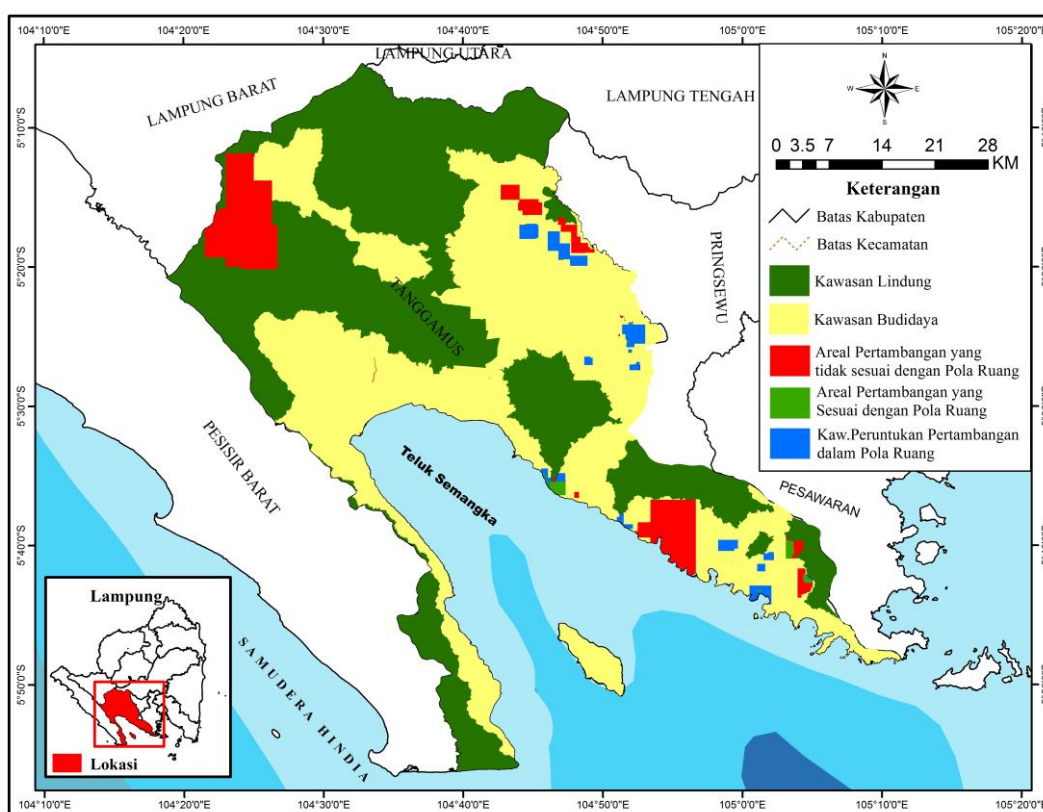 104°10'0"E 104°20'0"E 104°30'0"E 104°40'0"E 104°50'0"E 105°0'0"E 105°10'0"E 105°20'0"E
LAMPUNG UTARA
LAMPUNG BARAT
LAMPUNG TENGAH
N
W E
S
0 3.5 7 14 21 28
KM
Keterangan
Batas Kabupaten
Batas Kecamatan
Kawasan Lindung
Kawasan Budidaya
Areal Pertambangan yang
tidak sesuai dengan Pola Ruang
Areal Pertambangan yang
Sesuai dengan Pola Ruang
Kaw.Peruntukan Pertambangan
dalam Pola Ruang
5°10'0"S
5°20'0"S
5°30'0"S
5°40'0"S
5°50'0"S
PRINGSEWU
TANGGAMUS
PESISIR BARAT
Teluk Semangka
PESAWARAN
SAMUDERA HINDIA
Lampung
Lokasi
104°10'0"E 104°20'0"E 104°30'0"E 104°40'0"E 104°50'0"E 105°0'0"E 105°10'0"E 105°20'0"E